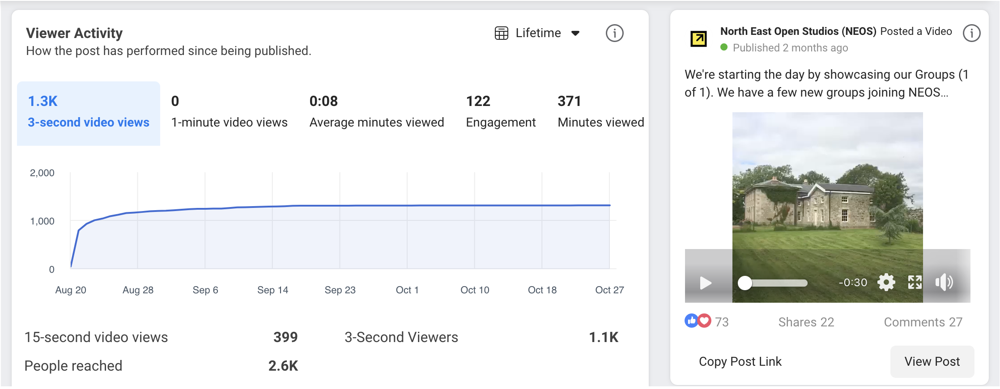 Viewer Activity
Lifetime
How the post has performed since being published.
1.3K
3-second video views
0
1-minute video views
0:08
Average minutes viewed
122
Engagement
371
Minutes viewed
2,000
1,000
0
Aug 20 Aug 28 Sep 6 Sep 14 Sep 23 Oct 1 Oct 10 Oct 18 Oct 27
15-second video views 399
3-Second Viewers 1.1K
People reached 2.6K
North East Open Studios (NEOS) Posted a Video
Published 2 months ago
We're starting the day by showcasing our Groups (1
of 1). We have a few new groups joining NEOS...
-0:30
73 Shares 22 Comments 27
Copy Post Link View Post